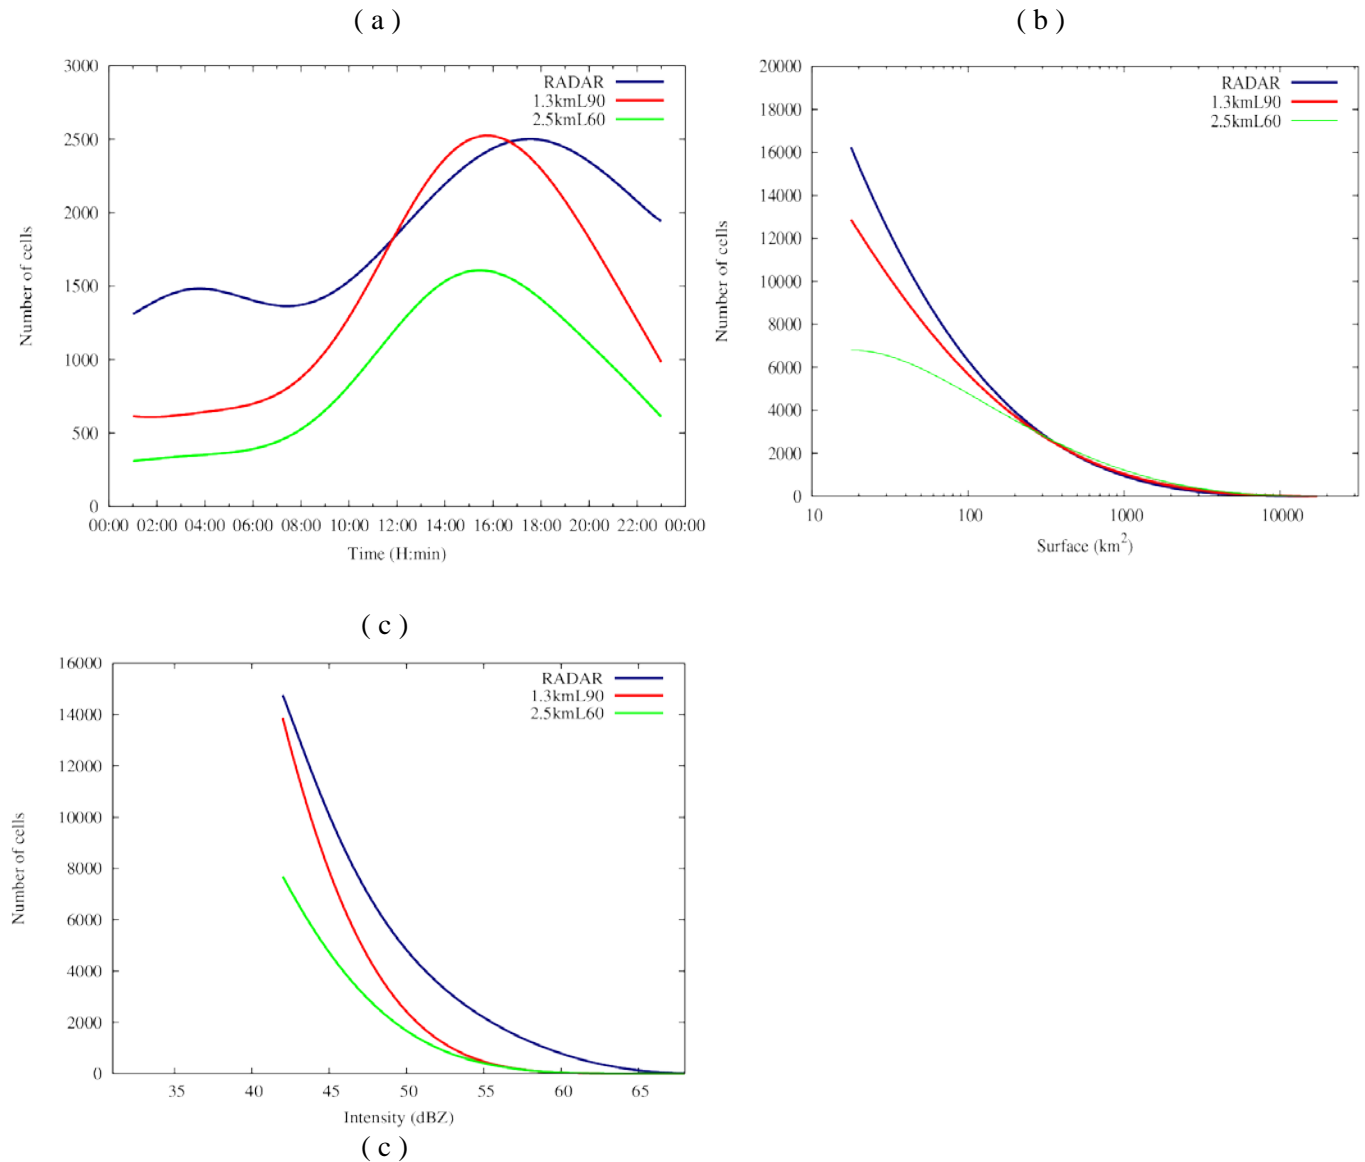 ( a )
3000
2500
2000
1500
1000
500
0
Number of cells
RADAR
1.3kmL90
2.5kmL60
00:00 02:00 04:00 06:00 08:00 10:00 12:00 14:00 16:00 18:00 20:00 22:00 00:00
Time (H:min)
( b )
20000
18000
16000
14000
12000
10000
8000
6000
4000
2000
0
Number of cells
RADAR
1.3kmL90
2.5kmL60
10 100 1000 10000
Surface (km²)
( c )
16000
14000
12000
10000
8000
6000
4000
2000
0
Number of cells
RADAR
1.3kmL90
2.5kmL60
35 40 45 50 55 60 65
Intensity (dBZ)
( c )